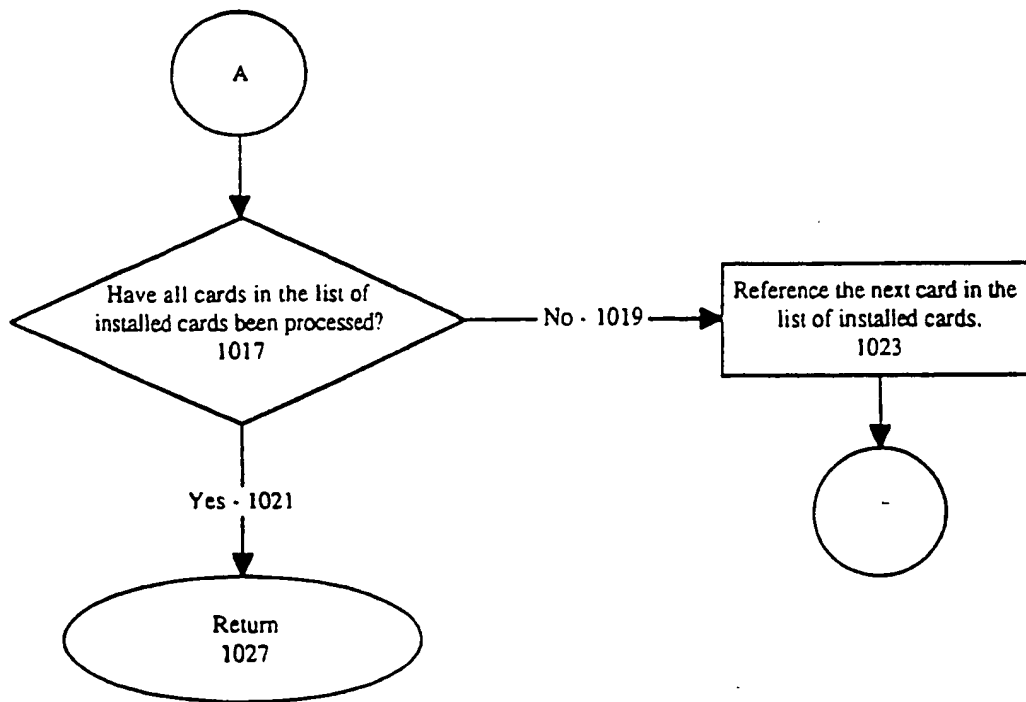 A
Have all cards in the list of
installed cards been processed?
1017
No - 1019
Reference the next card in the
list of installed cards.
1023
Yes - 1021
-
Return
1027